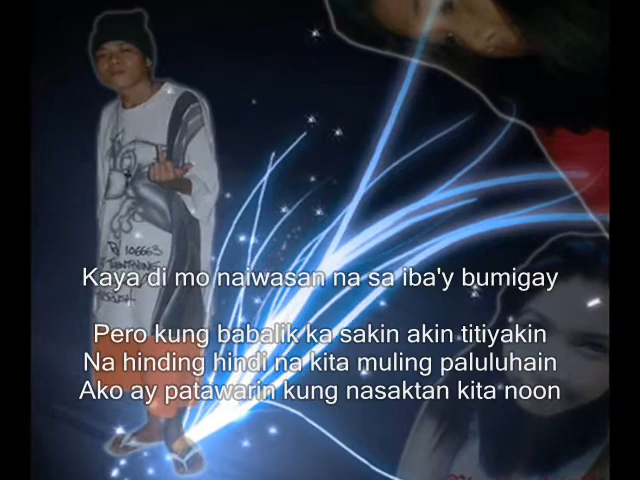 Kaya di mo naiwasan na sa iba'y bumigay
Pero kung babalik ka sakin akin titiyakin
Na hinding hindi na kita muling paluluhain
Ako ay patawarin kung nasaktan kita noon